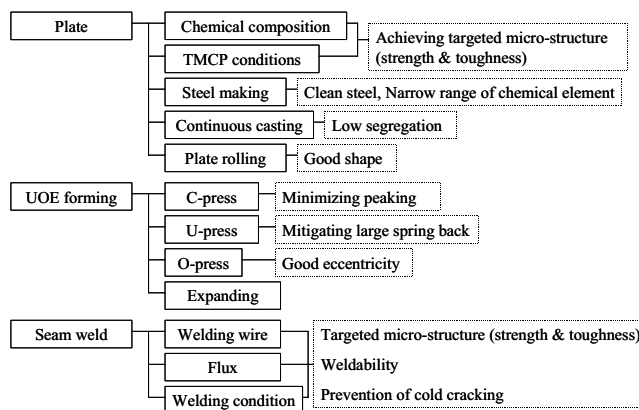 Plate
Chemical composition
TMCP conditions
Achieving targeted micro-structure
(strength & toughness)
Steel making
Clean steel, Narrow range of chemical element
Continuous casting
Low segregation
Plate rolling
Good shape
UOE forming
C-press
Minimizing peaking
U-press
Mitigating large spring back
O-press
Good eccentricity
Expanding
Seam weld
Welding wire
Targeted micro-structure (strength & toughness)
Flux
Weldability
Welding condition
Prevention of cold cracking